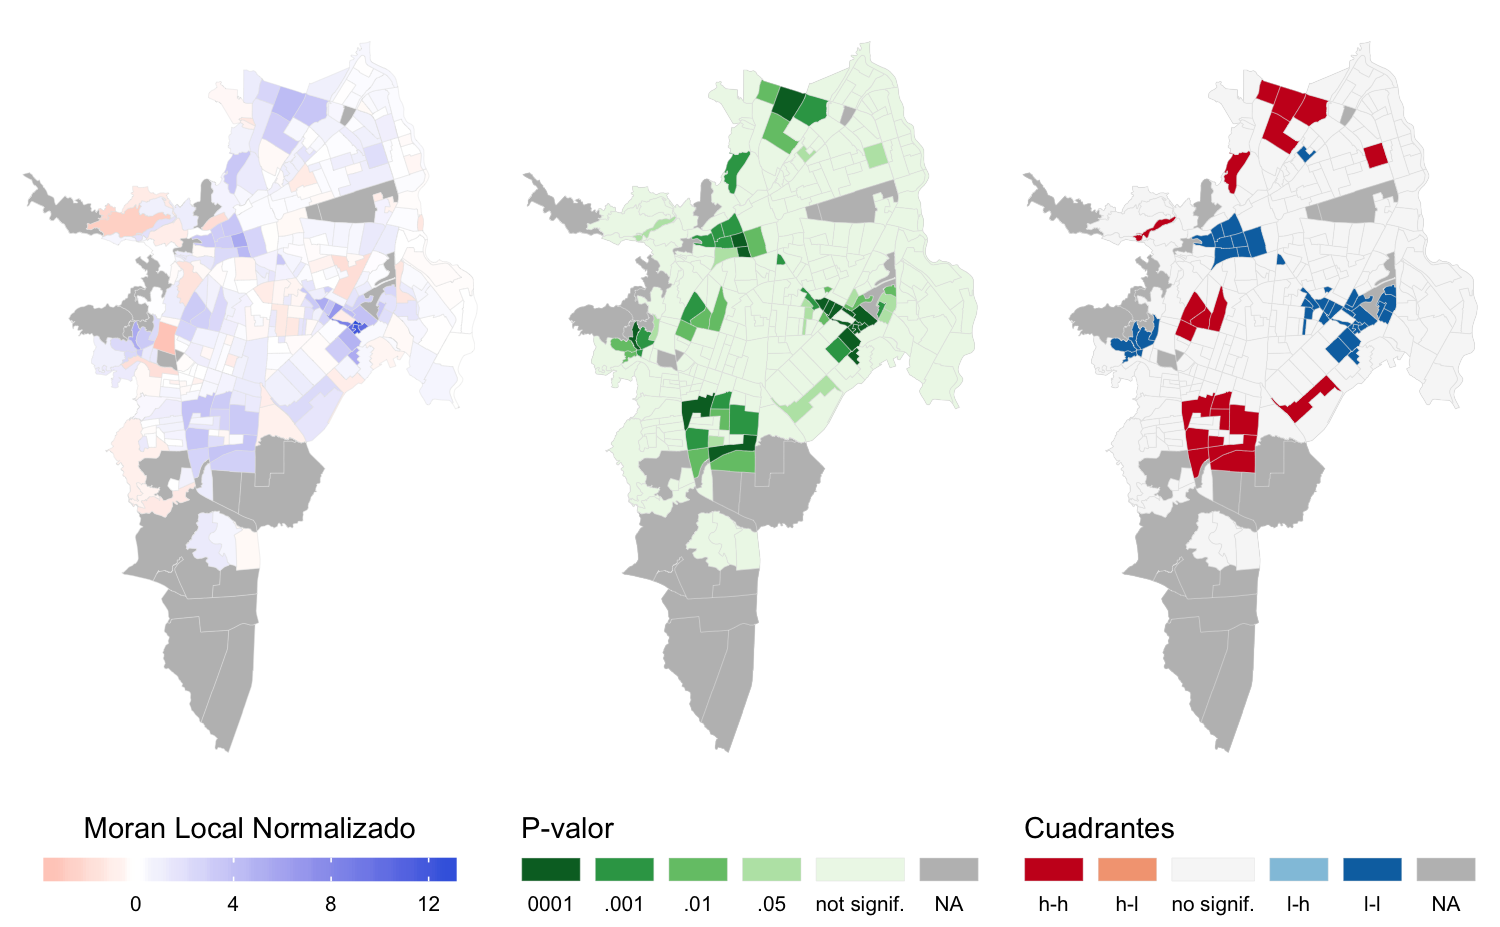 Moran Local Normalizado
0 4 8 12
P-valor
0001 .001 .01 .05 not signif. NA
Cuadrantes
h-h h-l no signif. l-h l-l NA